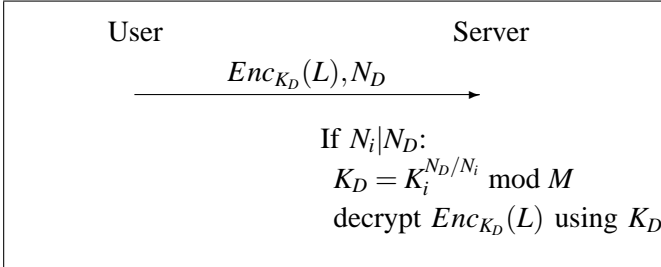 User Server
Enc_{K_D}(L), N_D
If N_i|N_D:
K_D = K_i^{N_D/N_i} mod M
decrypt Enc_{K_D}(L) using K_D